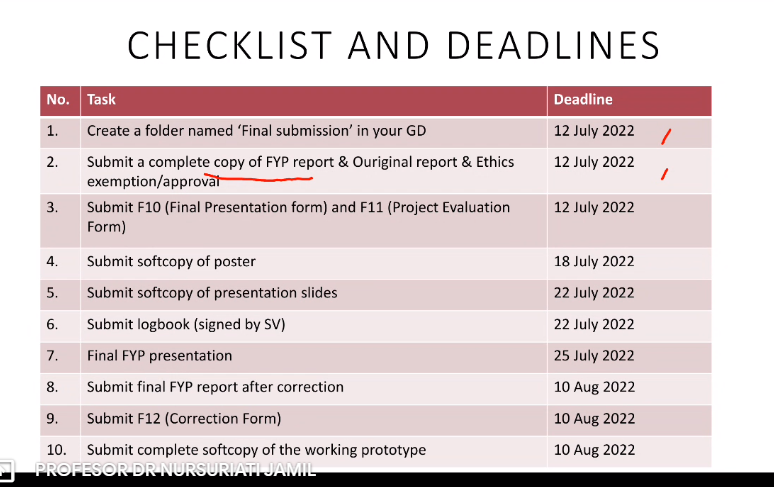 CHECKLIST AND DEADLINES
No. Task Deadline
1. Create a folder named ‘Final submission’ in your GD 12 July 2022
2. Submit a complete copy of FYP report & Ouriginal report & Ethics 12 July 2022
exemption/approval
3. Submit F10 (Final Presentation form) and F11 (Project Evaluation 12 July 2022
Form)
4. Submit softcopy of poster 18 July 2022
5. Submit softcopy of presentation slides 22 July 2022
6. Submit logbook (signed by SV) 22 July 2022
7. Final FYP presentation 25 July 2022
8. Submit final FYP report after correction 10 Aug 2022
9. Submit F12 (Correction Form) 10 Aug 2022
10. Submit complete softcopy of the working prototype 10 Aug 2022
PROFESOR DR NURSURIATI JAMIL